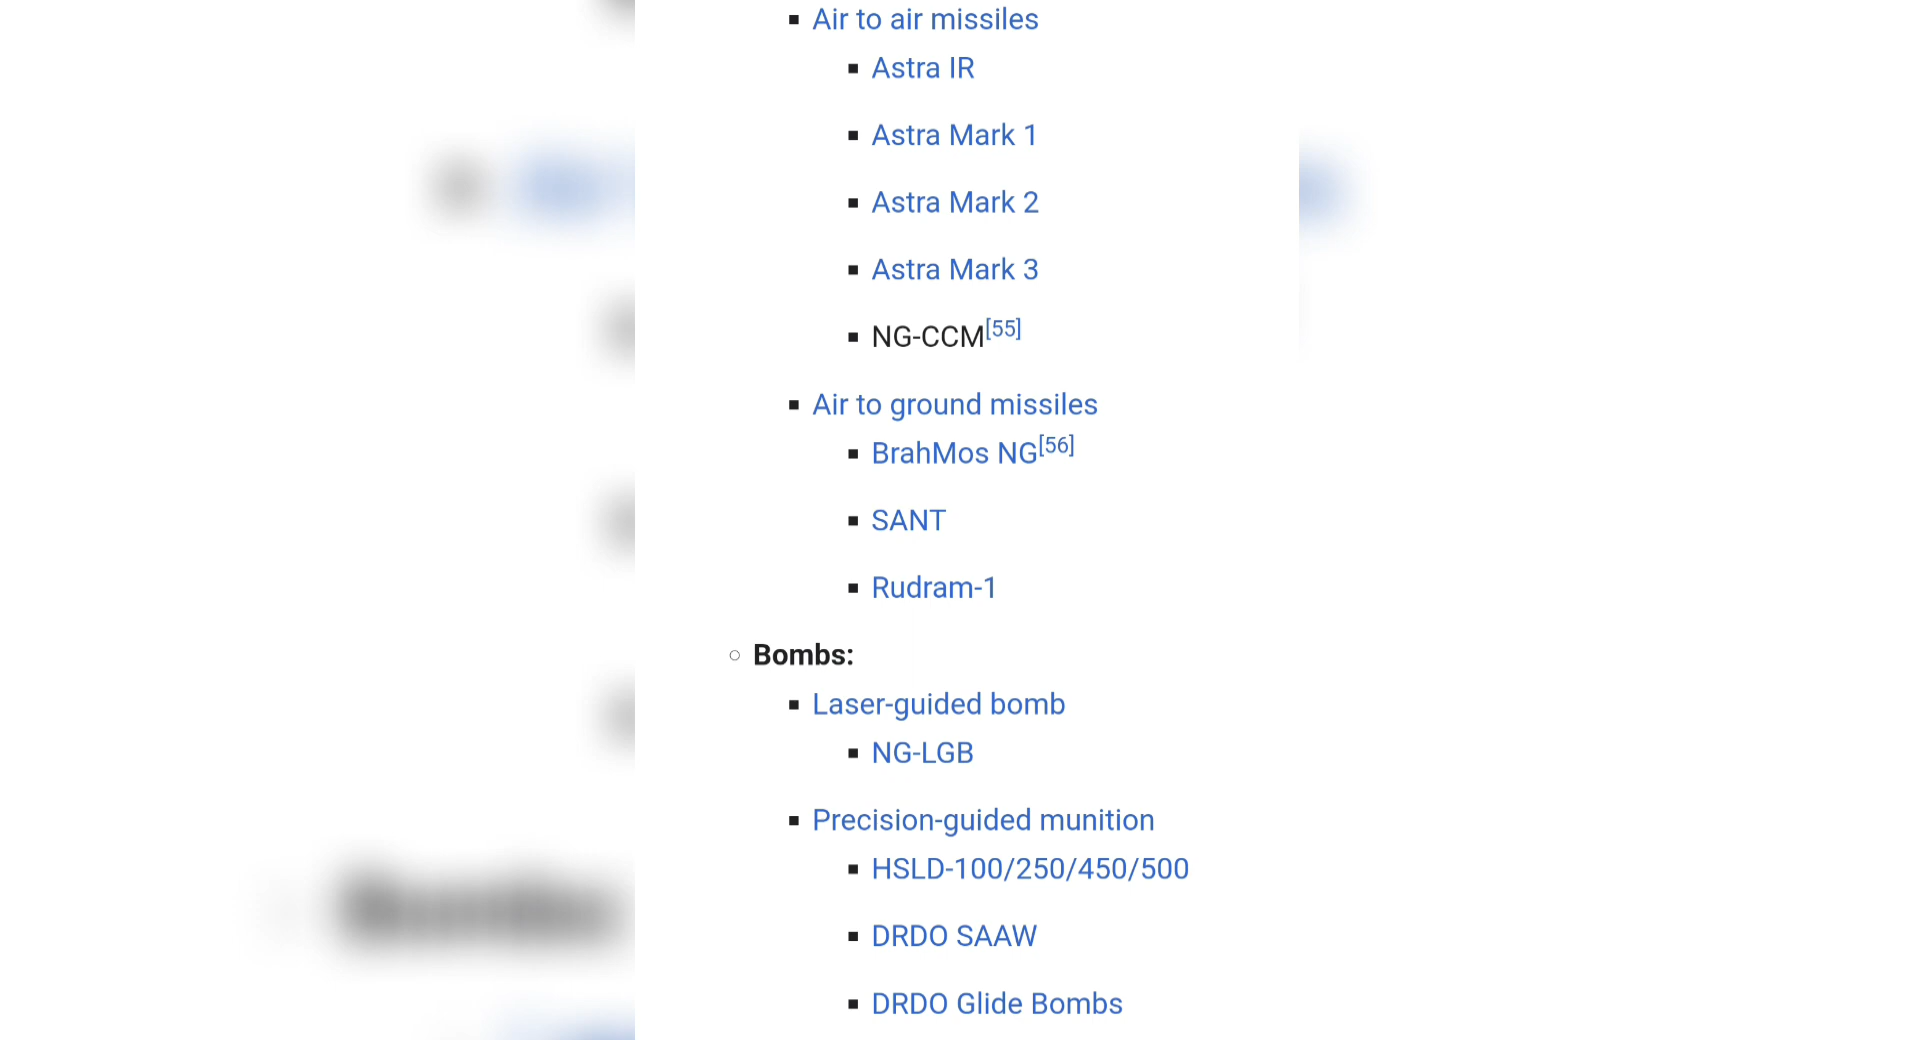 Air to air missiles
Astra IR
Astra Mark 1
Astra Mark 2
Astra Mark 3
NG-CCM[55]
Air to ground missiles
BrahMos NG[56]
SANT
Rudram-1
Bombs:
Laser-guided bomb
NG-LGB
Precision-guided munition
HSLD-100/250/450/500
DRDO SAAW
DRDO Glide Bombs